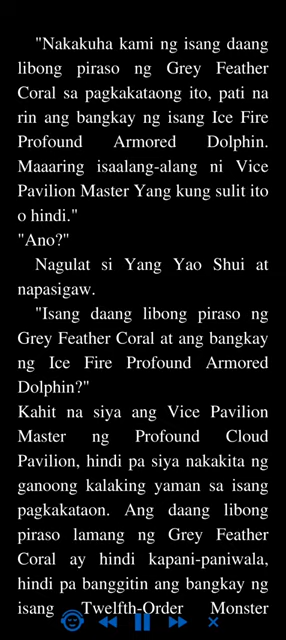 "Nakakuha kami ng isang daang
libong piraso ng Grey Feather
Coral sa pagkakataong ito, pati na
rin ang bangkay ng isang Ice Fire
Profound Armored Dolphin.
Maaaring isaalang-alang ni Vice
Pavilion Master Yang kung sulit ito
o hindi."
"Ano?"
Nagulat si Yang Yao Shui at
napasigaw.
"Isang daang libong piraso ng
Grey Feather Coral at ang bangkay
ng Ice Fire Profound Armored
Dolphin?"
Kahit na siya ang Vice Pavilion
Master ng Profound Cloud
Pavilion, hindi pa siya nakakita ng
ganoong kalaking yaman sa isang
pagkakataon. Ang daang libong
piraso lamang ng Grey Feather
Coral ay hindi kapani-paniwala,
hindi pa banggitin ang bangkay ng
isang Twelfth-Order Monster